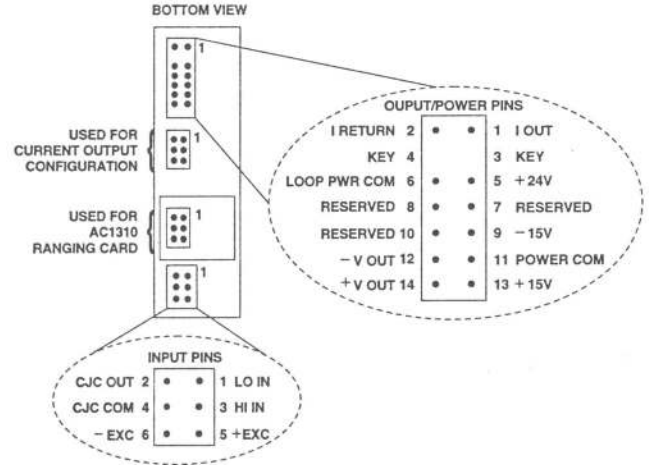 BOTTOM VIEW
1
USED FOR
CURRENT OUTPUT
CONFIGURATION
1
USED FOR
AC1310
RANGING CARD
1
1
OUPUT/POWER PINS
I RETURN 2 1 I OUT
KEY 4 3 KEY
LOOP PWR COM 6 5 +24V
RESERVED 8 7 RESERVED
RESERVED 10 9 −15V
−V OUT 12 11 POWER COM
+V OUT 14 13 +15V
INPUT PINS
CJC OUT 2 1 LO IN
CJC COM 4 3 HI IN
−EXC 6 5 +EXC